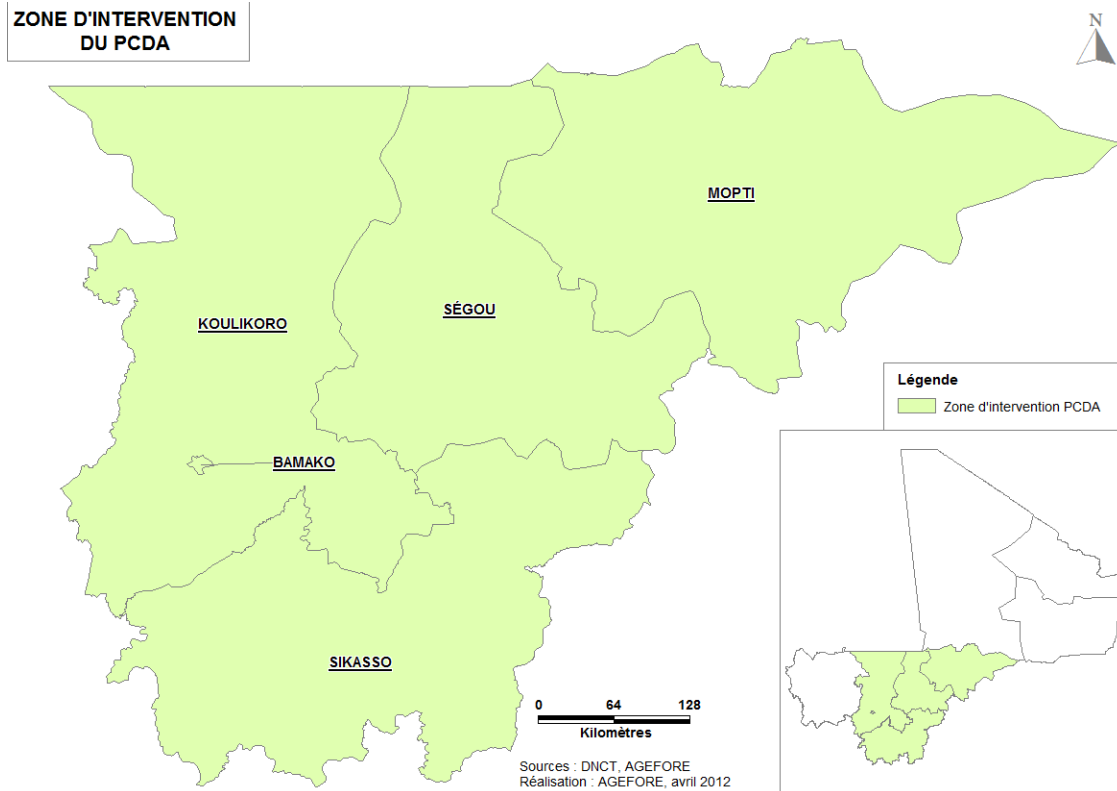 ZONE D'INTERVENTION
DU PCDA
N
MOPTI
SÉGOU
KOULIKORO
Légende
Zone d'intervention PCDA
BAMAKO
SIKASSO
0 64 128
Kilomètres
Sources : DNCT, AGEFORE
Réalisation : AGEFORE, avril 2012